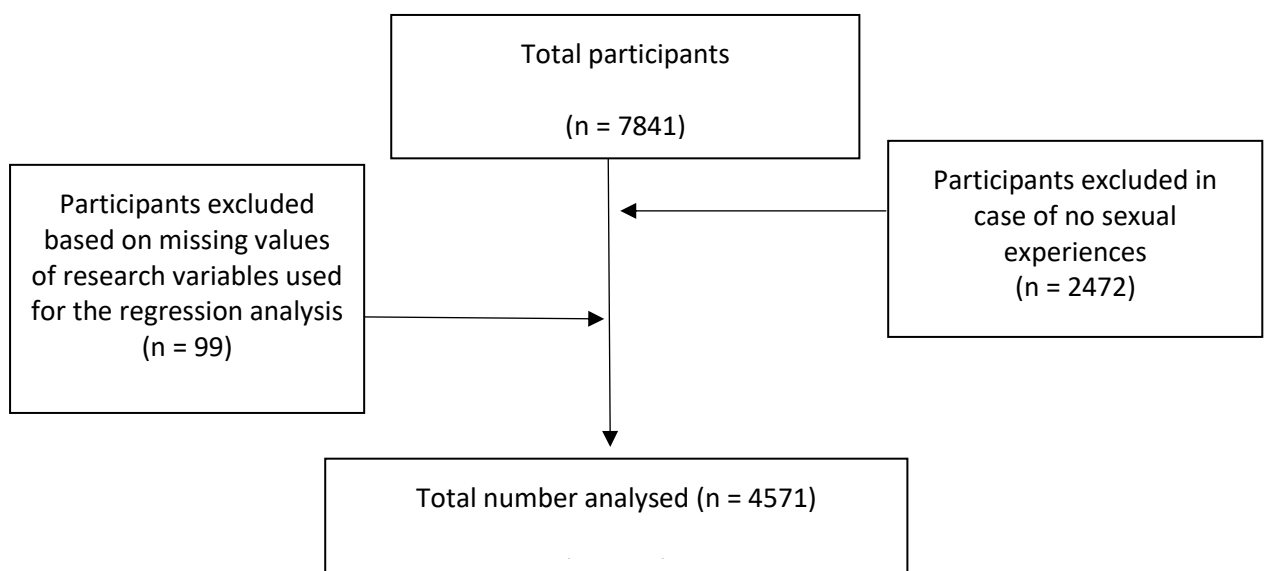 Total participants
(n = 7841)
Participants excluded in
case of no sexual
experiences
(n = 2472)
Participants excluded
based on missing values
of research variables used
for the regression analysis
(n = 99)
Total number analysed (n = 4571)